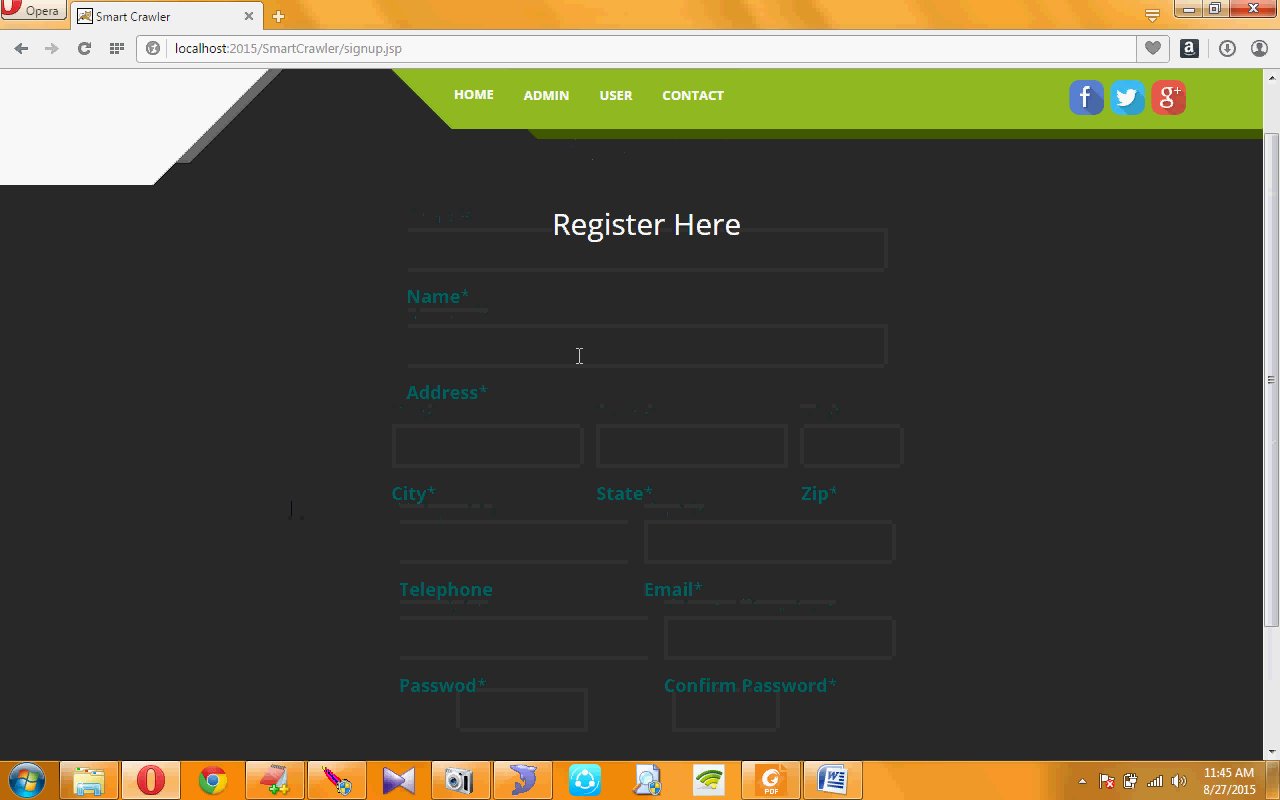 Opera
Smart Crawler
localhost:2015/SmartCrawler/signup.jsp
HOME ADMIN USER CONTACT
Register Here
Name*
Address*
City* State* Zip*
Telephone Email*
Passwod* Confirm Password*
11:45 AM
8/27/2015